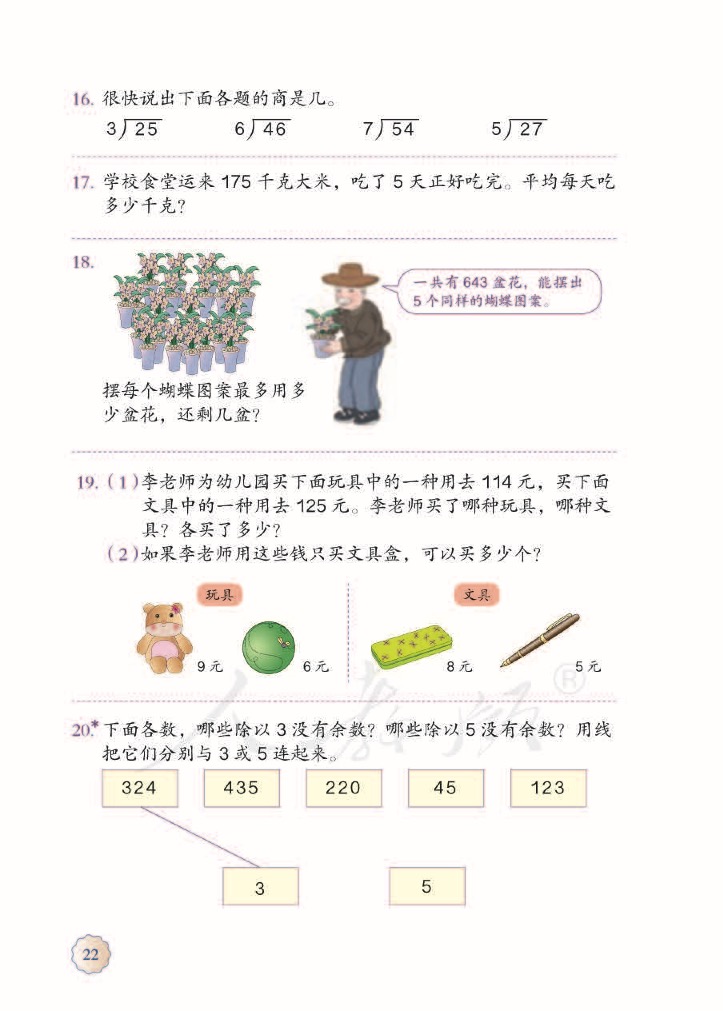 16. 很快说出下面各题的商是几。
3)25 6)46 7)54 5)27
17. 学校食堂运来 175 千克大米，吃了 5 天正好吃完。平均每天吃
多少千克？
18.
一共有 643 盆花，能摆出
5 个同样的蝴蝶图案。
摆每个蝴蝶图案最多用多
少盆花，还剩几盆？
19.（1）李老师为幼儿园买下面玩具中的一种用去 114 元，买下面
文具中的一种用去 125 元。李老师买了哪种玩具，哪种文
具？各买了多少？
（2）如果李老师用这些钱只买文具盒，可以买多少个？
玩具 文具
9 元 6 元 8 元 5 元
20.* 下面各数，哪些除以 3 没有余数？哪些除以 5 没有余数？用线
把它们分别与 3 或 5 连起来。
324 435 220 45 123
3 5
22